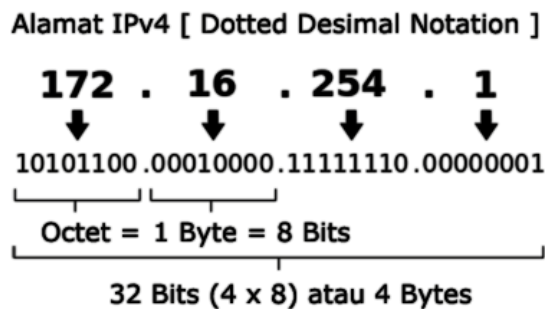 Alamat IPv4 [ Dotted Desimal Notation ]
172 . 16 . 254 . 1
10101100.00010000.11111110.00000001
Octet = 1 Byte = 8 Bits
32 Bits (4 x 8) atau 4 Bytes